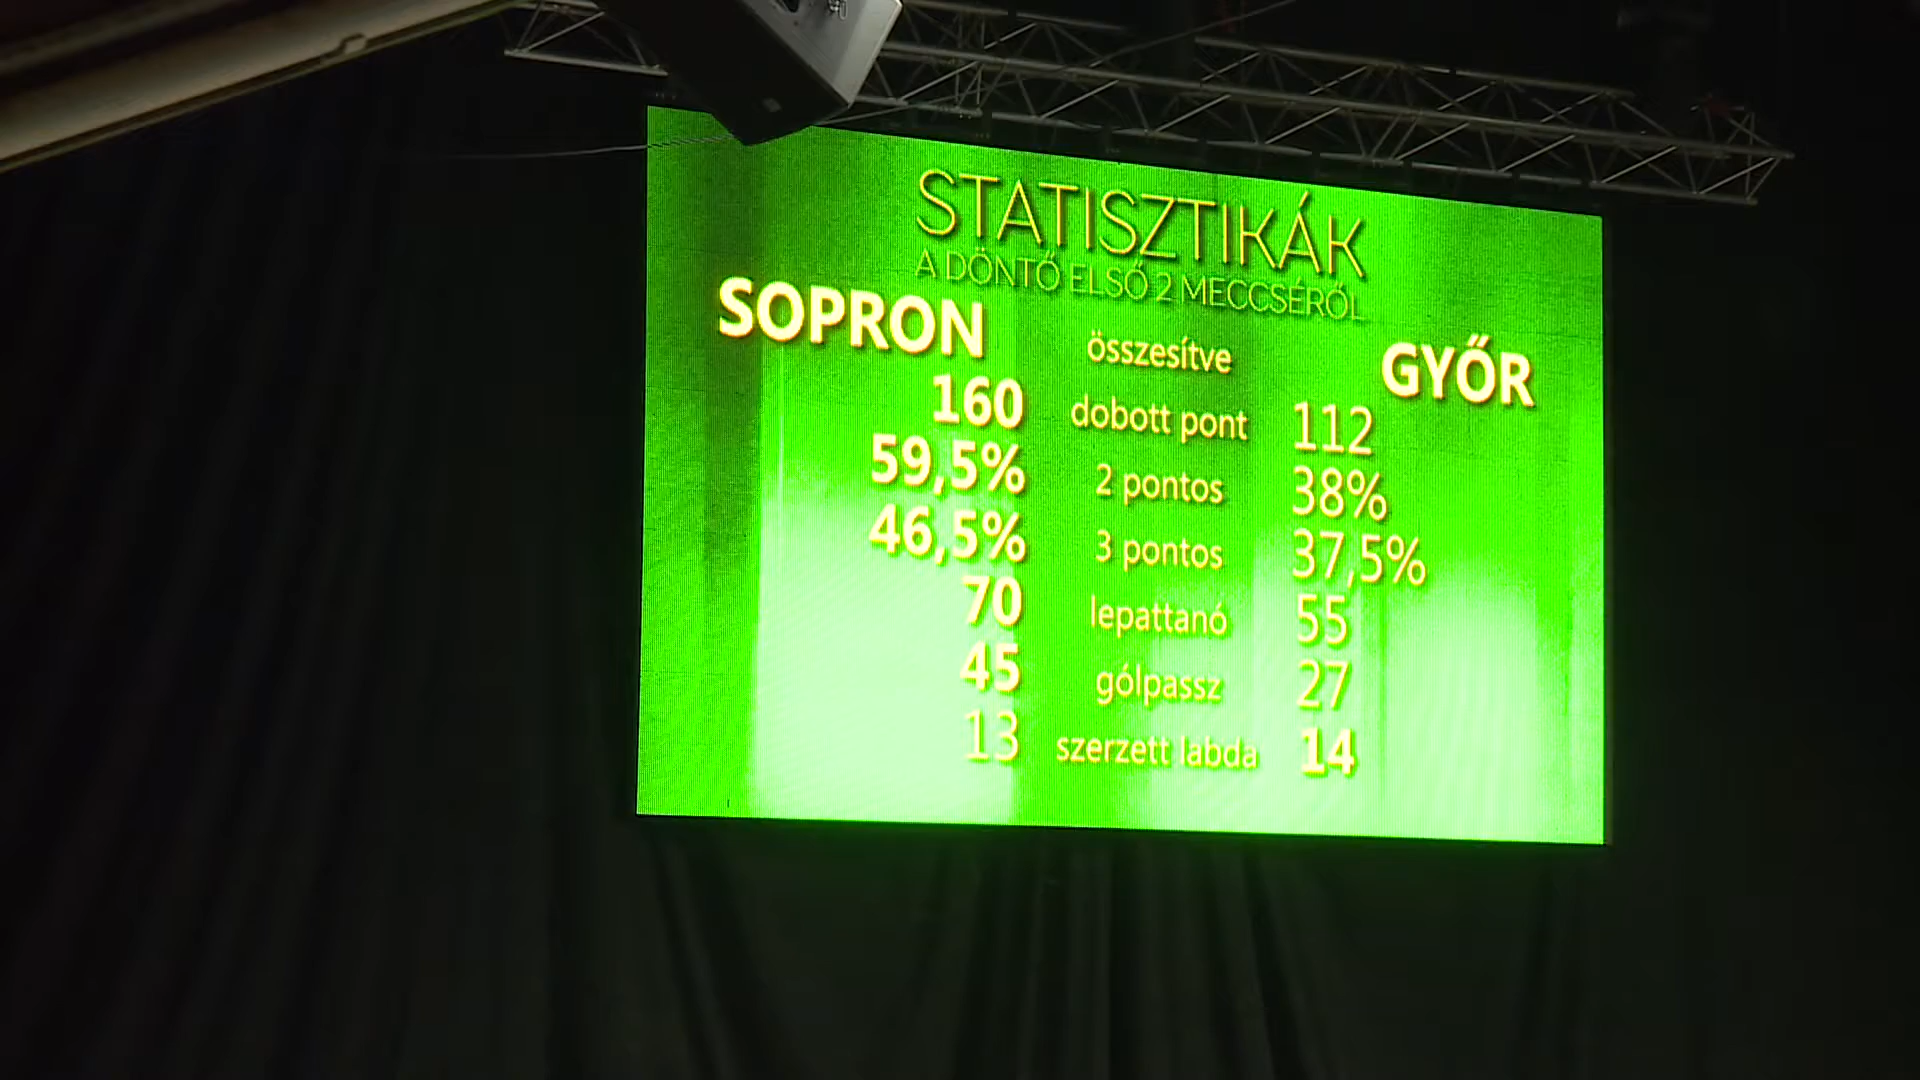 STATISZTIKÁK
A DÖNTŐ ELSŐ 2 MECCSÉRŐL
SOPRON összesítve GYŐR
160 dobott pont 112
59,5% 2 pontos 38%
46,5% 3 pontos 37,5%
70 lepattanó 55
45 gólpassz 27
13 szerzett labda 14